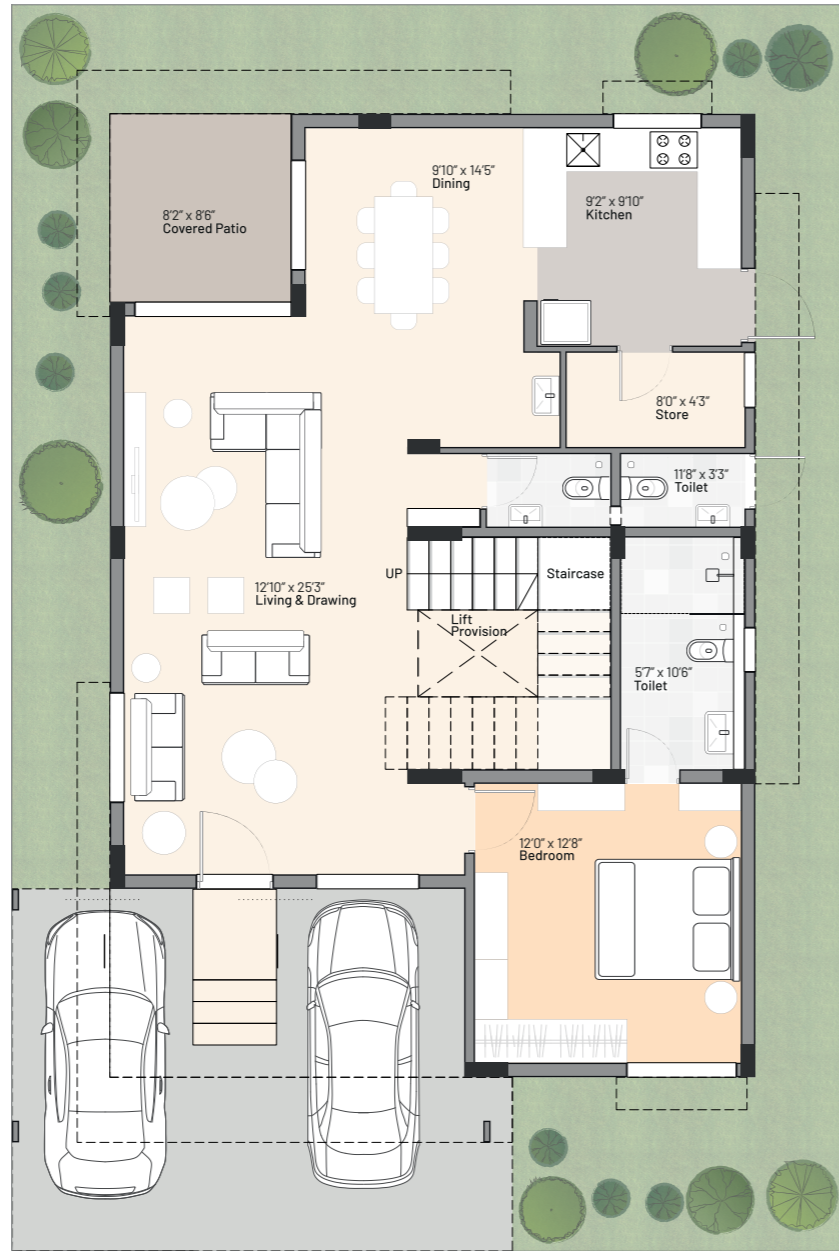 9'10" x 14'5"
Dining
9'2" x 9'10"
Kitchen
8'2" x 8'6"
Covered Patio
8'0" x 4'3"
Store
11'8" x 3'3"
Toilet
UP
Staircase
12'10" x 25'3"
Living & Drawing
Lift
Provision
5'7" x 10'6"
Toilet
12'0" x 12'8"
Bedroom